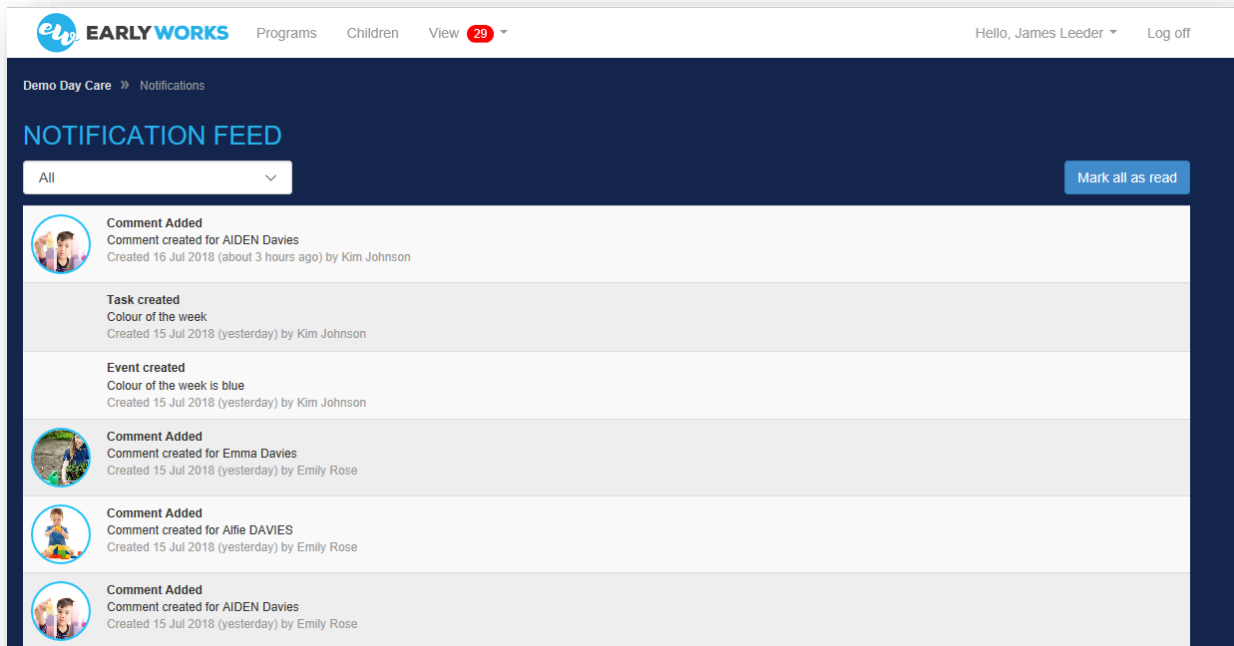 ew EARLY WORKS Programs Children View 29 Hello, James Leeder Log off
Demo Day Care » Notifications
NOTIFICATION FEED
All Mark all as read
Comment Added
Comment created for AIDEN Davies
Created 16 Jul 2018 (about 3 hours ago) by Kim Johnson
Task created
Colour of the week
Created 15 Jul 2018 (yesterday) by Kim Johnson
Event created
Colour of the week is blue
Created 15 Jul 2018 (yesterday) by Kim Johnson
Comment Added
Comment created for Emma Davies
Created 15 Jul 2018 (yesterday) by Emily Rose
Comment Added
Comment created for Alfie DAVIES
Created 15 Jul 2018 (yesterday) by Emily Rose
Comment Added
Comment created for AIDEN Davies
Created 15 Jul 2018 (yesterday) by Emily Rose